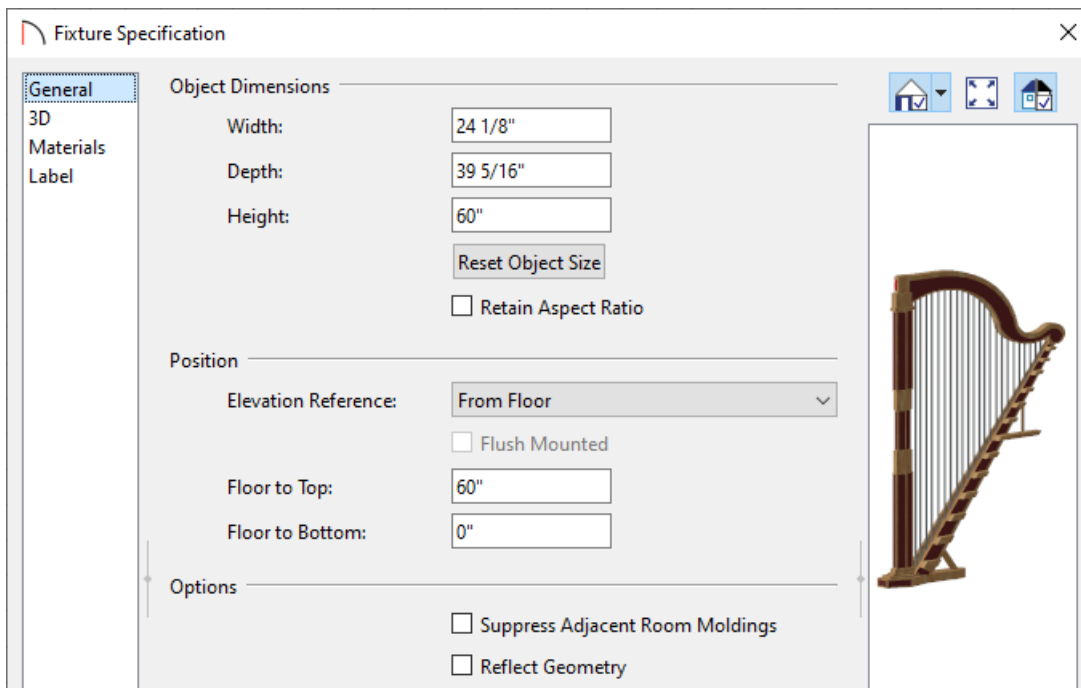 Fixture Specification
General
3D
Materials
Label
Object Dimensions
Width: 24 1/8"
Depth: 39 5/16"
Height: 60"
Reset Object Size
Retain Aspect Ratio
Position
Elevation Reference: From Floor
Flush Mounted
Floor to Top: 60"
Floor to Bottom: 0"
Options
Suppress Adjacent Room Moldings
Reflect Geometry